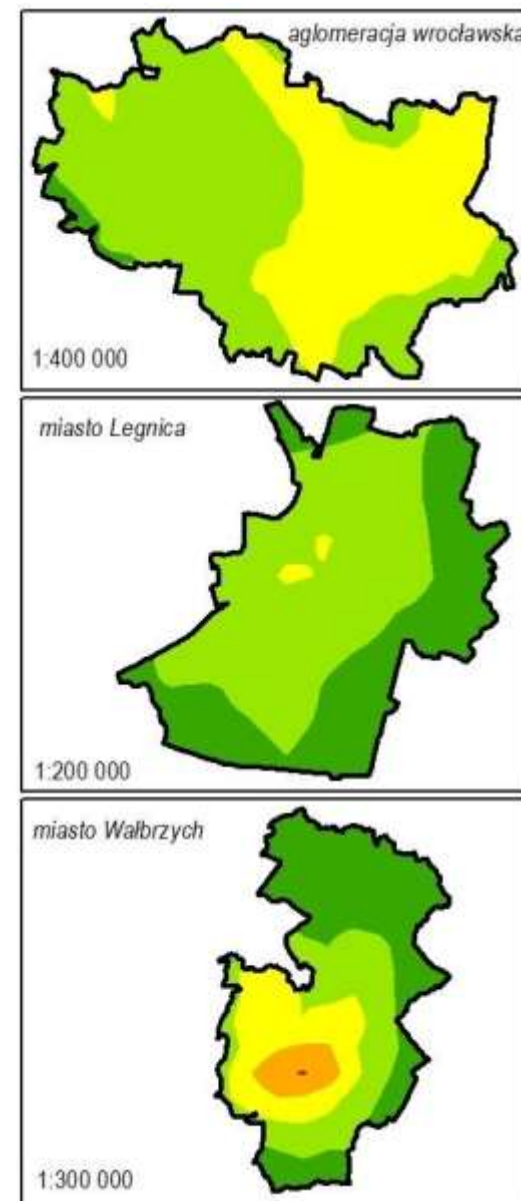 aglomeracja wrocławska
1:400 000
miasto Legnica
1:200 000
miasto Wałbrzych
1:300 000